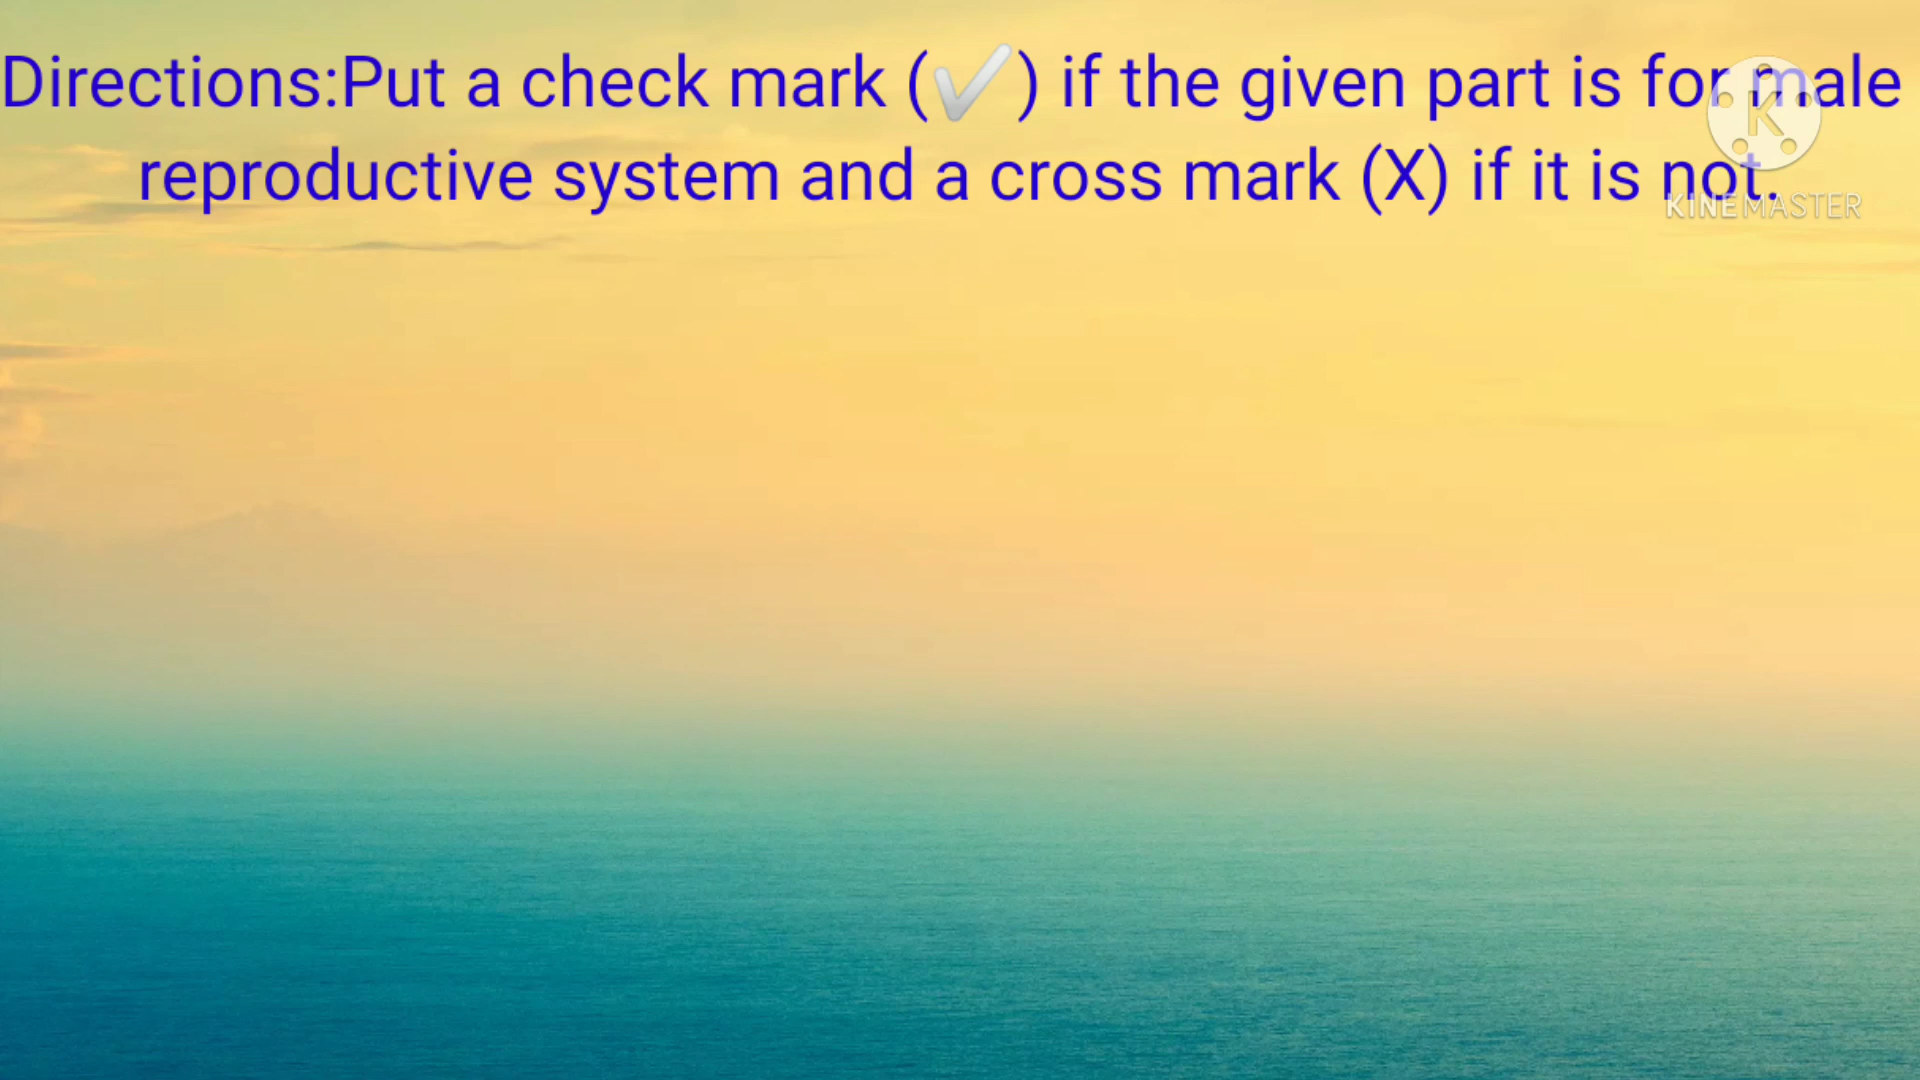 Directions:Put a check mark (✔) if the given part is for male
reproductive system and a cross mark (X) if it is not.
K
KINEMASTER